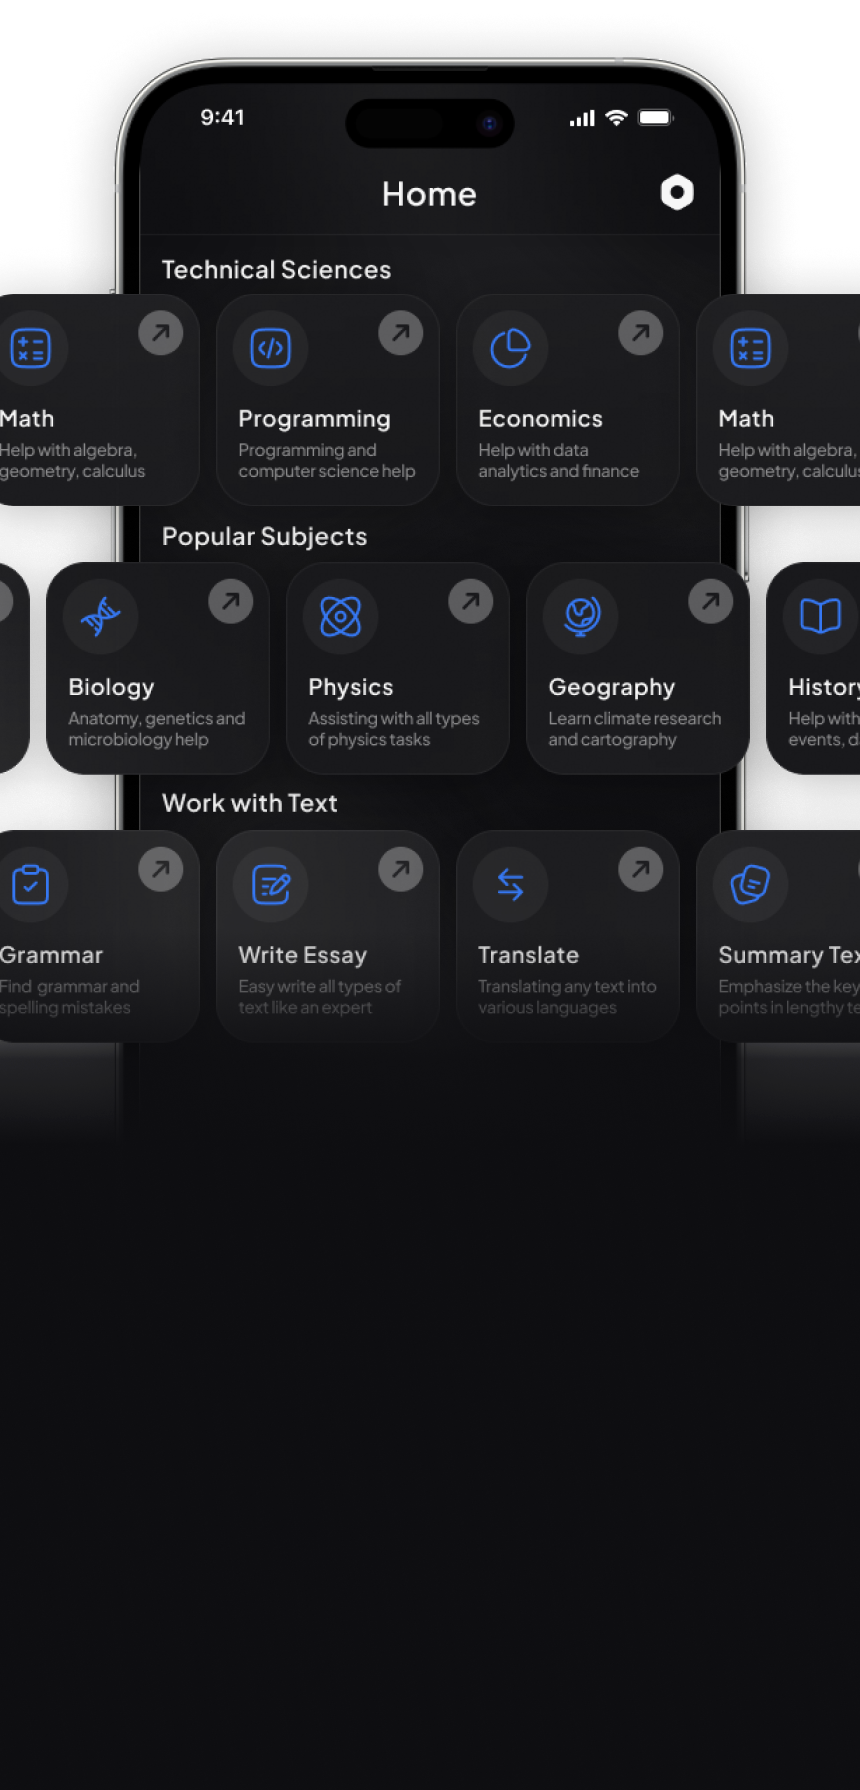 9:41
Home
Technical Sciences
Math
Help with algebra,
geometry, calculus
Programming
Programming and
computer science help
Economics
Help with data
analytics and finance
Math
Help with algebra,
geometry, calculus
Popular Subjects
Biology
Anatomy, genetics and
microbiology help
Physics
Assisting with all types
of physics tasks
Geography
Learn climate research
and cartography
History
Help with
events,
Work with Text
Grammar
Find grammar and
spelling mistakes
Write Essay
Easy write all types of
text like an expert
Translate
Translating any text into
various languages
Summary
Emphasize the key
points in lengthy